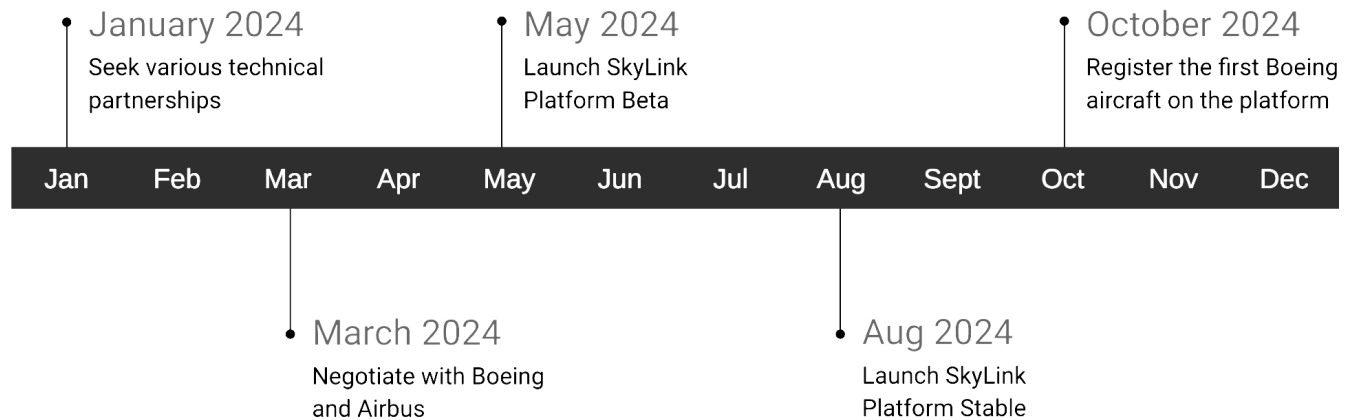 January 2024
Seek various technical
partnerships
May 2024
Launch SkyLink
Platform Beta
October 2024
Register the first Boeing
aircraft on the platform
Jan Feb Mar Apr May Jun Jul Aug Sept Oct Nov Dec
March 2024
Negotiate with Boeing
and Airbus
Aug 2024
Launch SkyLink
Platform Stable